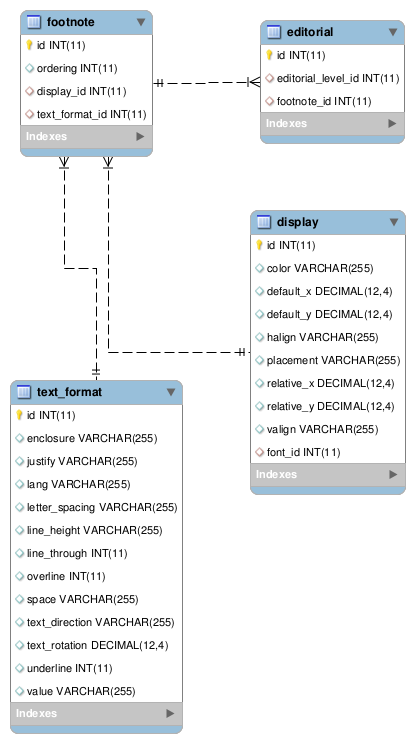 footnote
id INT(11)
ordering INT(11)
display_id INT(11)
text_format_id INT(11)
Indexes
editorial
id INT(11)
editorial_level_id INT(11)
footnote_id INT(11)
Indexes
display
id INT(11)
color VARCHAR(255)
default_x DECIMAL(12,4)
default_y DECIMAL(12,4)
halign VARCHAR(255)
placement VARCHAR(255)
relative_x DECIMAL(12,4)
relative_y DECIMAL(12,4)
valign VARCHAR(255)
font_id INT(11)
Indexes
text_format
id INT(11)
enclosure VARCHAR(255)
justify VARCHAR(255)
lang VARCHAR(255)
letter_spacing VARCHAR(255)
line_height VARCHAR(255)
line_through INT(11)
overline INT(11)
space VARCHAR(255)
text_direction VARCHAR(255)
text_rotation DECIMAL(12,4)
underline INT(11)
value VARCHAR(255)
Indexes